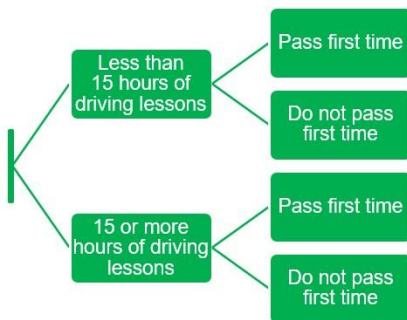 Less than
15 hours of
driving lessons
Pass first time
Do not pass
first time
15 or more
hours of driving
lessons
Pass first time
Do not pass
first time